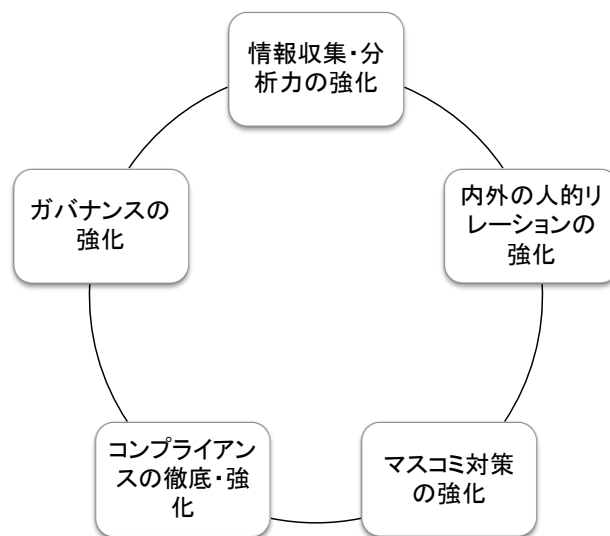 情報収集・分
析力の強化
ガバナンスの
強化
内外の人的リ
レーションの
強化
コンプライアン
スの徹底・強
化
マスコミ対策
の強化